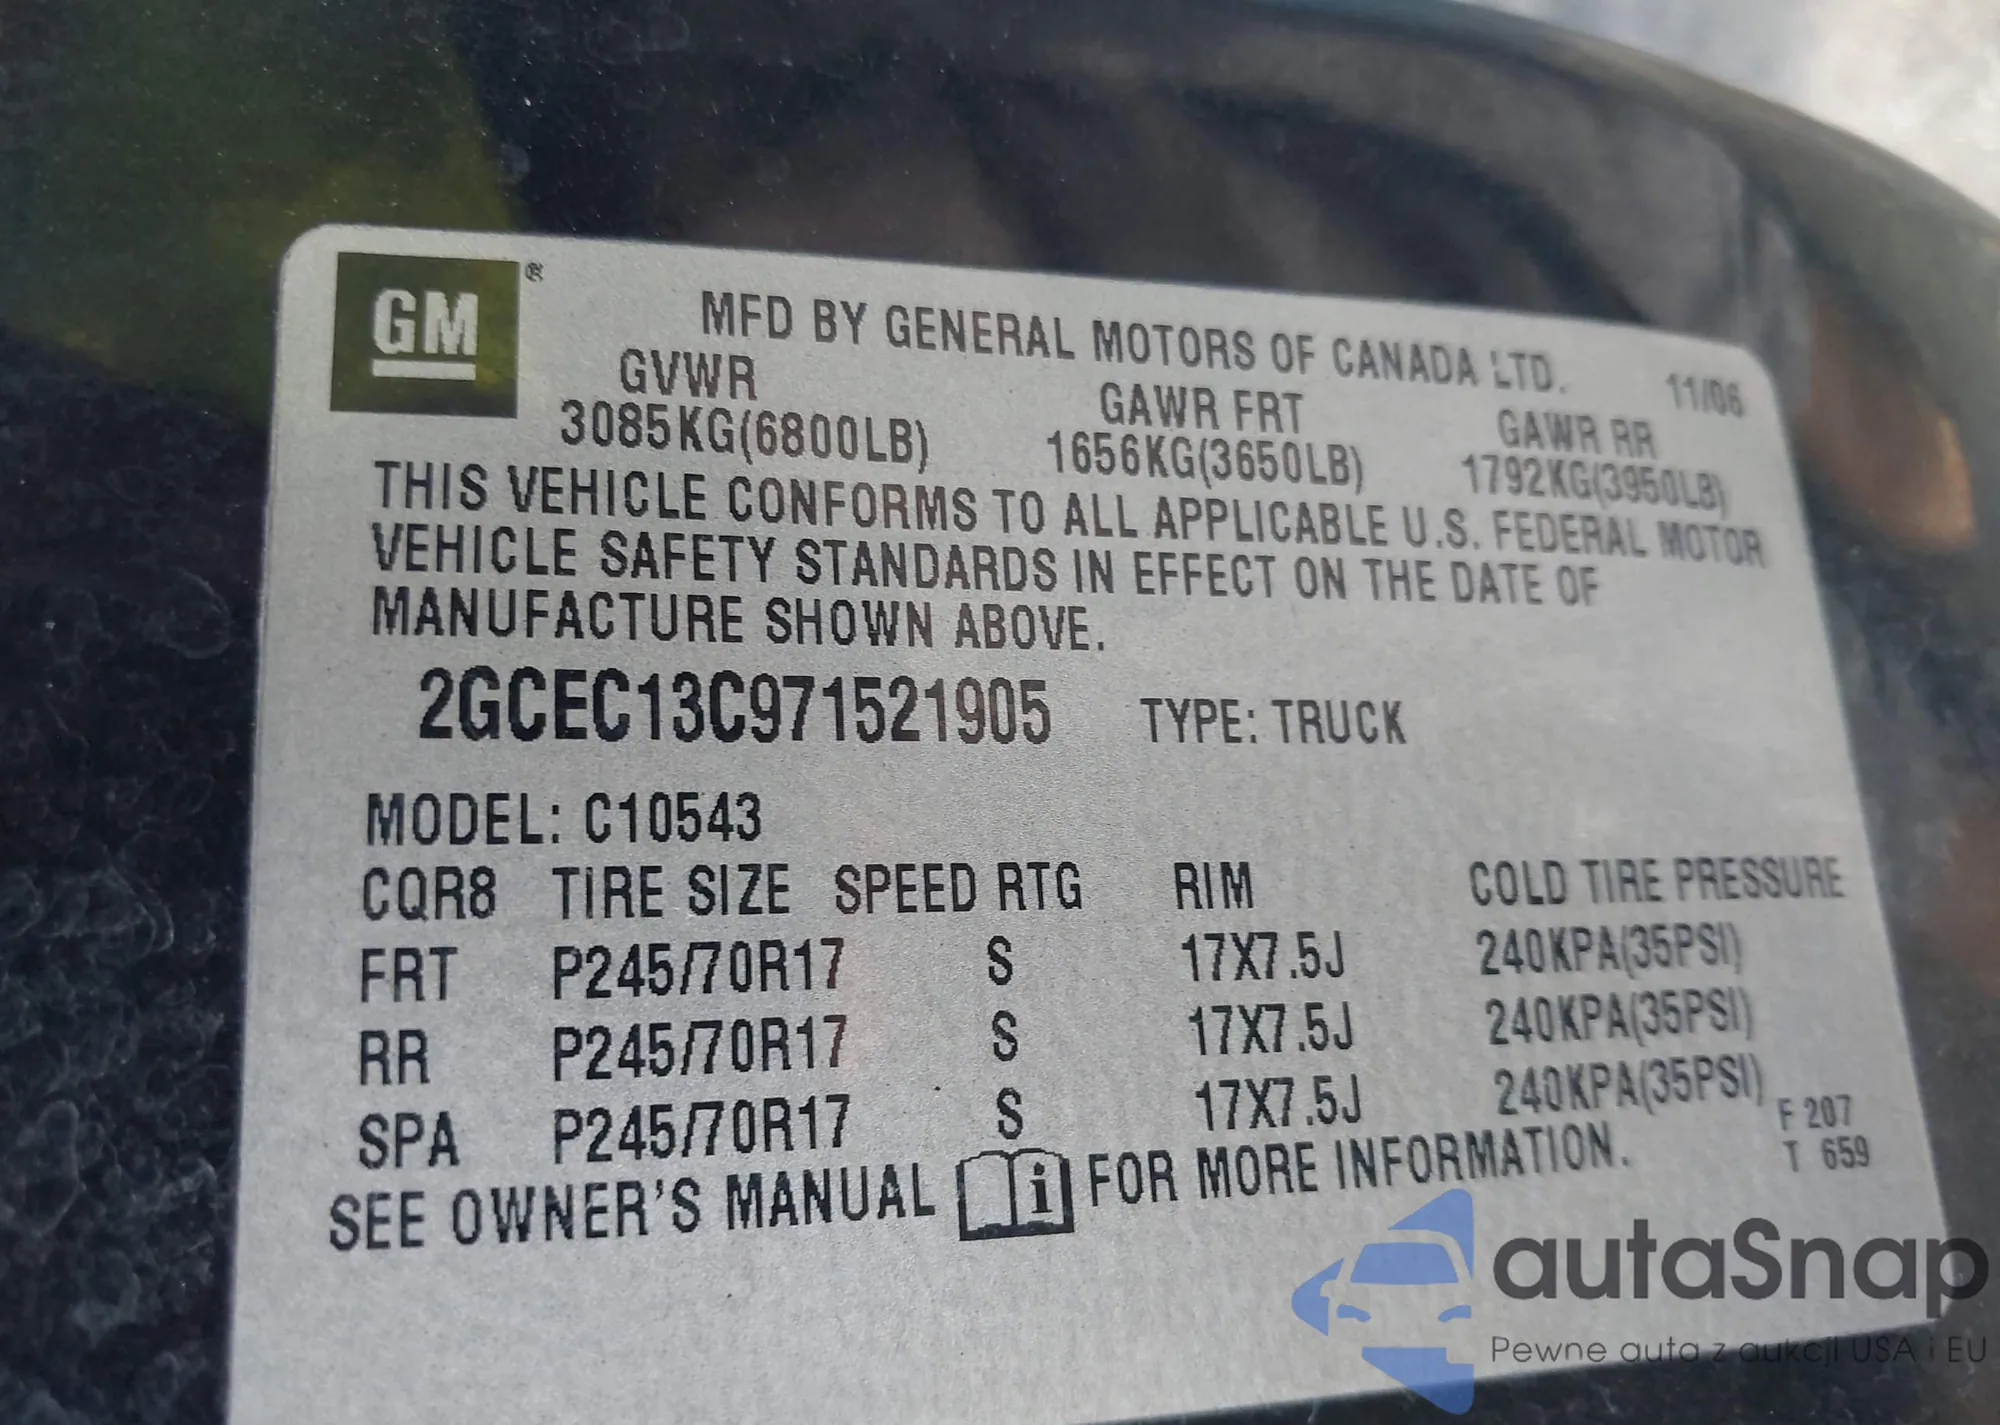 GM®
MFD BY GENERAL MOTORS OF CANADA LTD.
11/06
GVWR GAWR FRT GAWR RR
3085KG(6800LB) 1656KG(3650LB) 1792KG(3950LB)
THIS VEHICLE CONFORMS TO ALL APPLICABLE U.S. FEDERAL MOTOR
VEHICLE SAFETY STANDARDS IN EFFECT ON THE DATE OF
MANUFACTURE SHOWN ABOVE.
2GCEC13C971521905 TYPE: TRUCK
MODEL: C10543
CQR8 TIRE SIZE SPEED RTG RIM COLD TIRE PRESSURE
FRT P245/70R17 S 17X7.5J 240KPA(35PSI)
RR P245/70R17 S 17X7.5J 240KPA(35PSI)
SPA P245/70R17 S 17X7.5J 240KPA(35PSI)
F 207
T 659
SEE OWNER'S MANUAL i FOR MORE INFORMATION.
autaSnap
Pewne auta z aukcji USA i EU